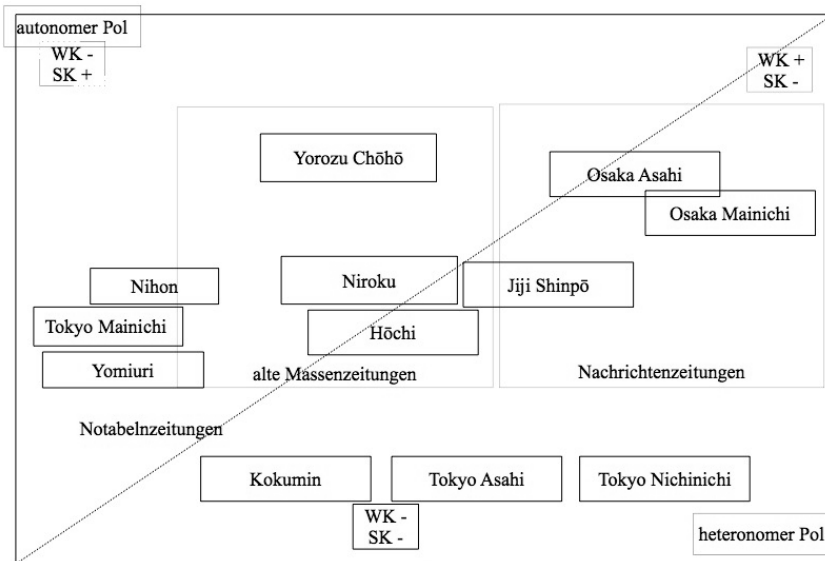 autonomer Pol
WK -
SK +
WK +
SK -
Yorozu Chōhō
Osaka Asahi
Osaka Mainichi
Nihon
Niroku
Jiji Shinpō
Tokyo Mainichi
Hōchi
Yomiuri
alte Massenzeitungen
Nachrichtenzeitungen
Notabelnzeitungen
Kokumin
Tokyo Asahi
Tokyo Nichinichi
WK -
SK -
heteronomer Pol